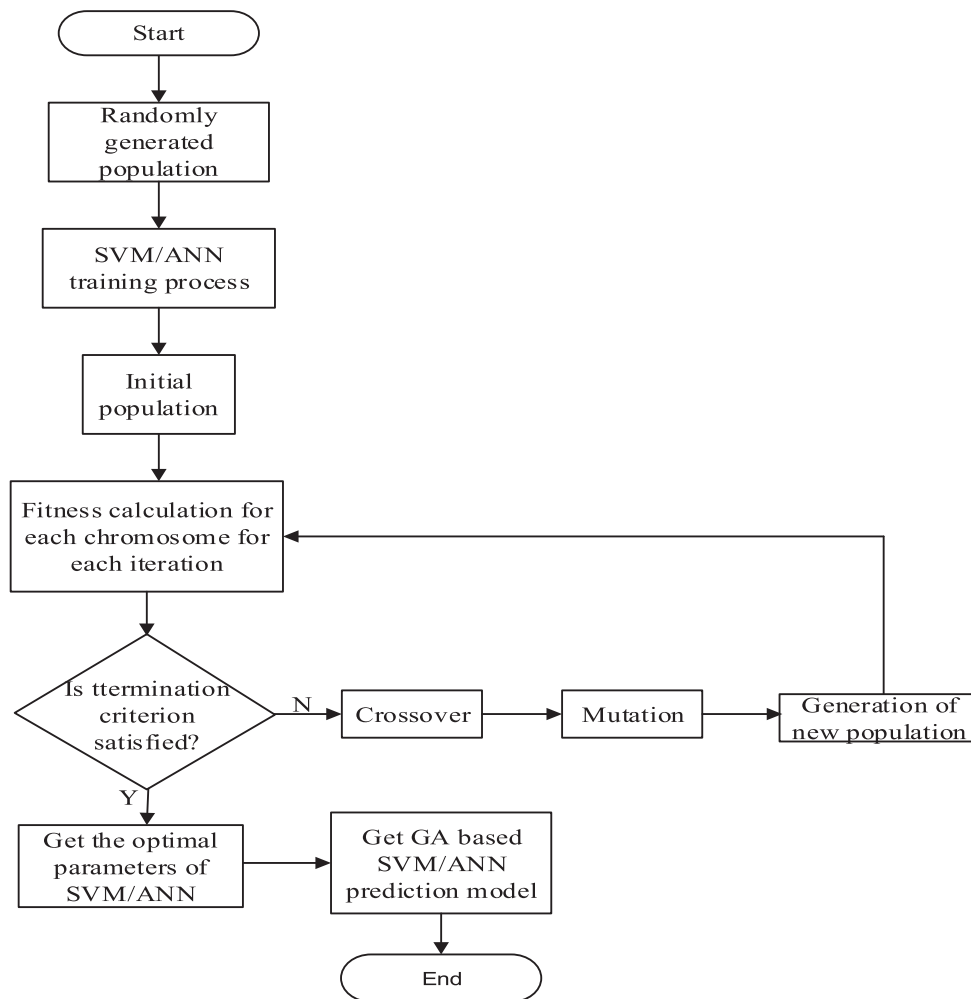 Start
Randomly
generated
population
SVM/ANN
training process
Initial
population
Fitness calculation for
each chromosome for
each iteration
Is ttermination
criterion
satisfied?
N
Crossover
Mutation
Generation of
new population
Y
Get the optimal
parameters of
SVM/ANN
Get GA based
SVM/ANN
prediction model
End